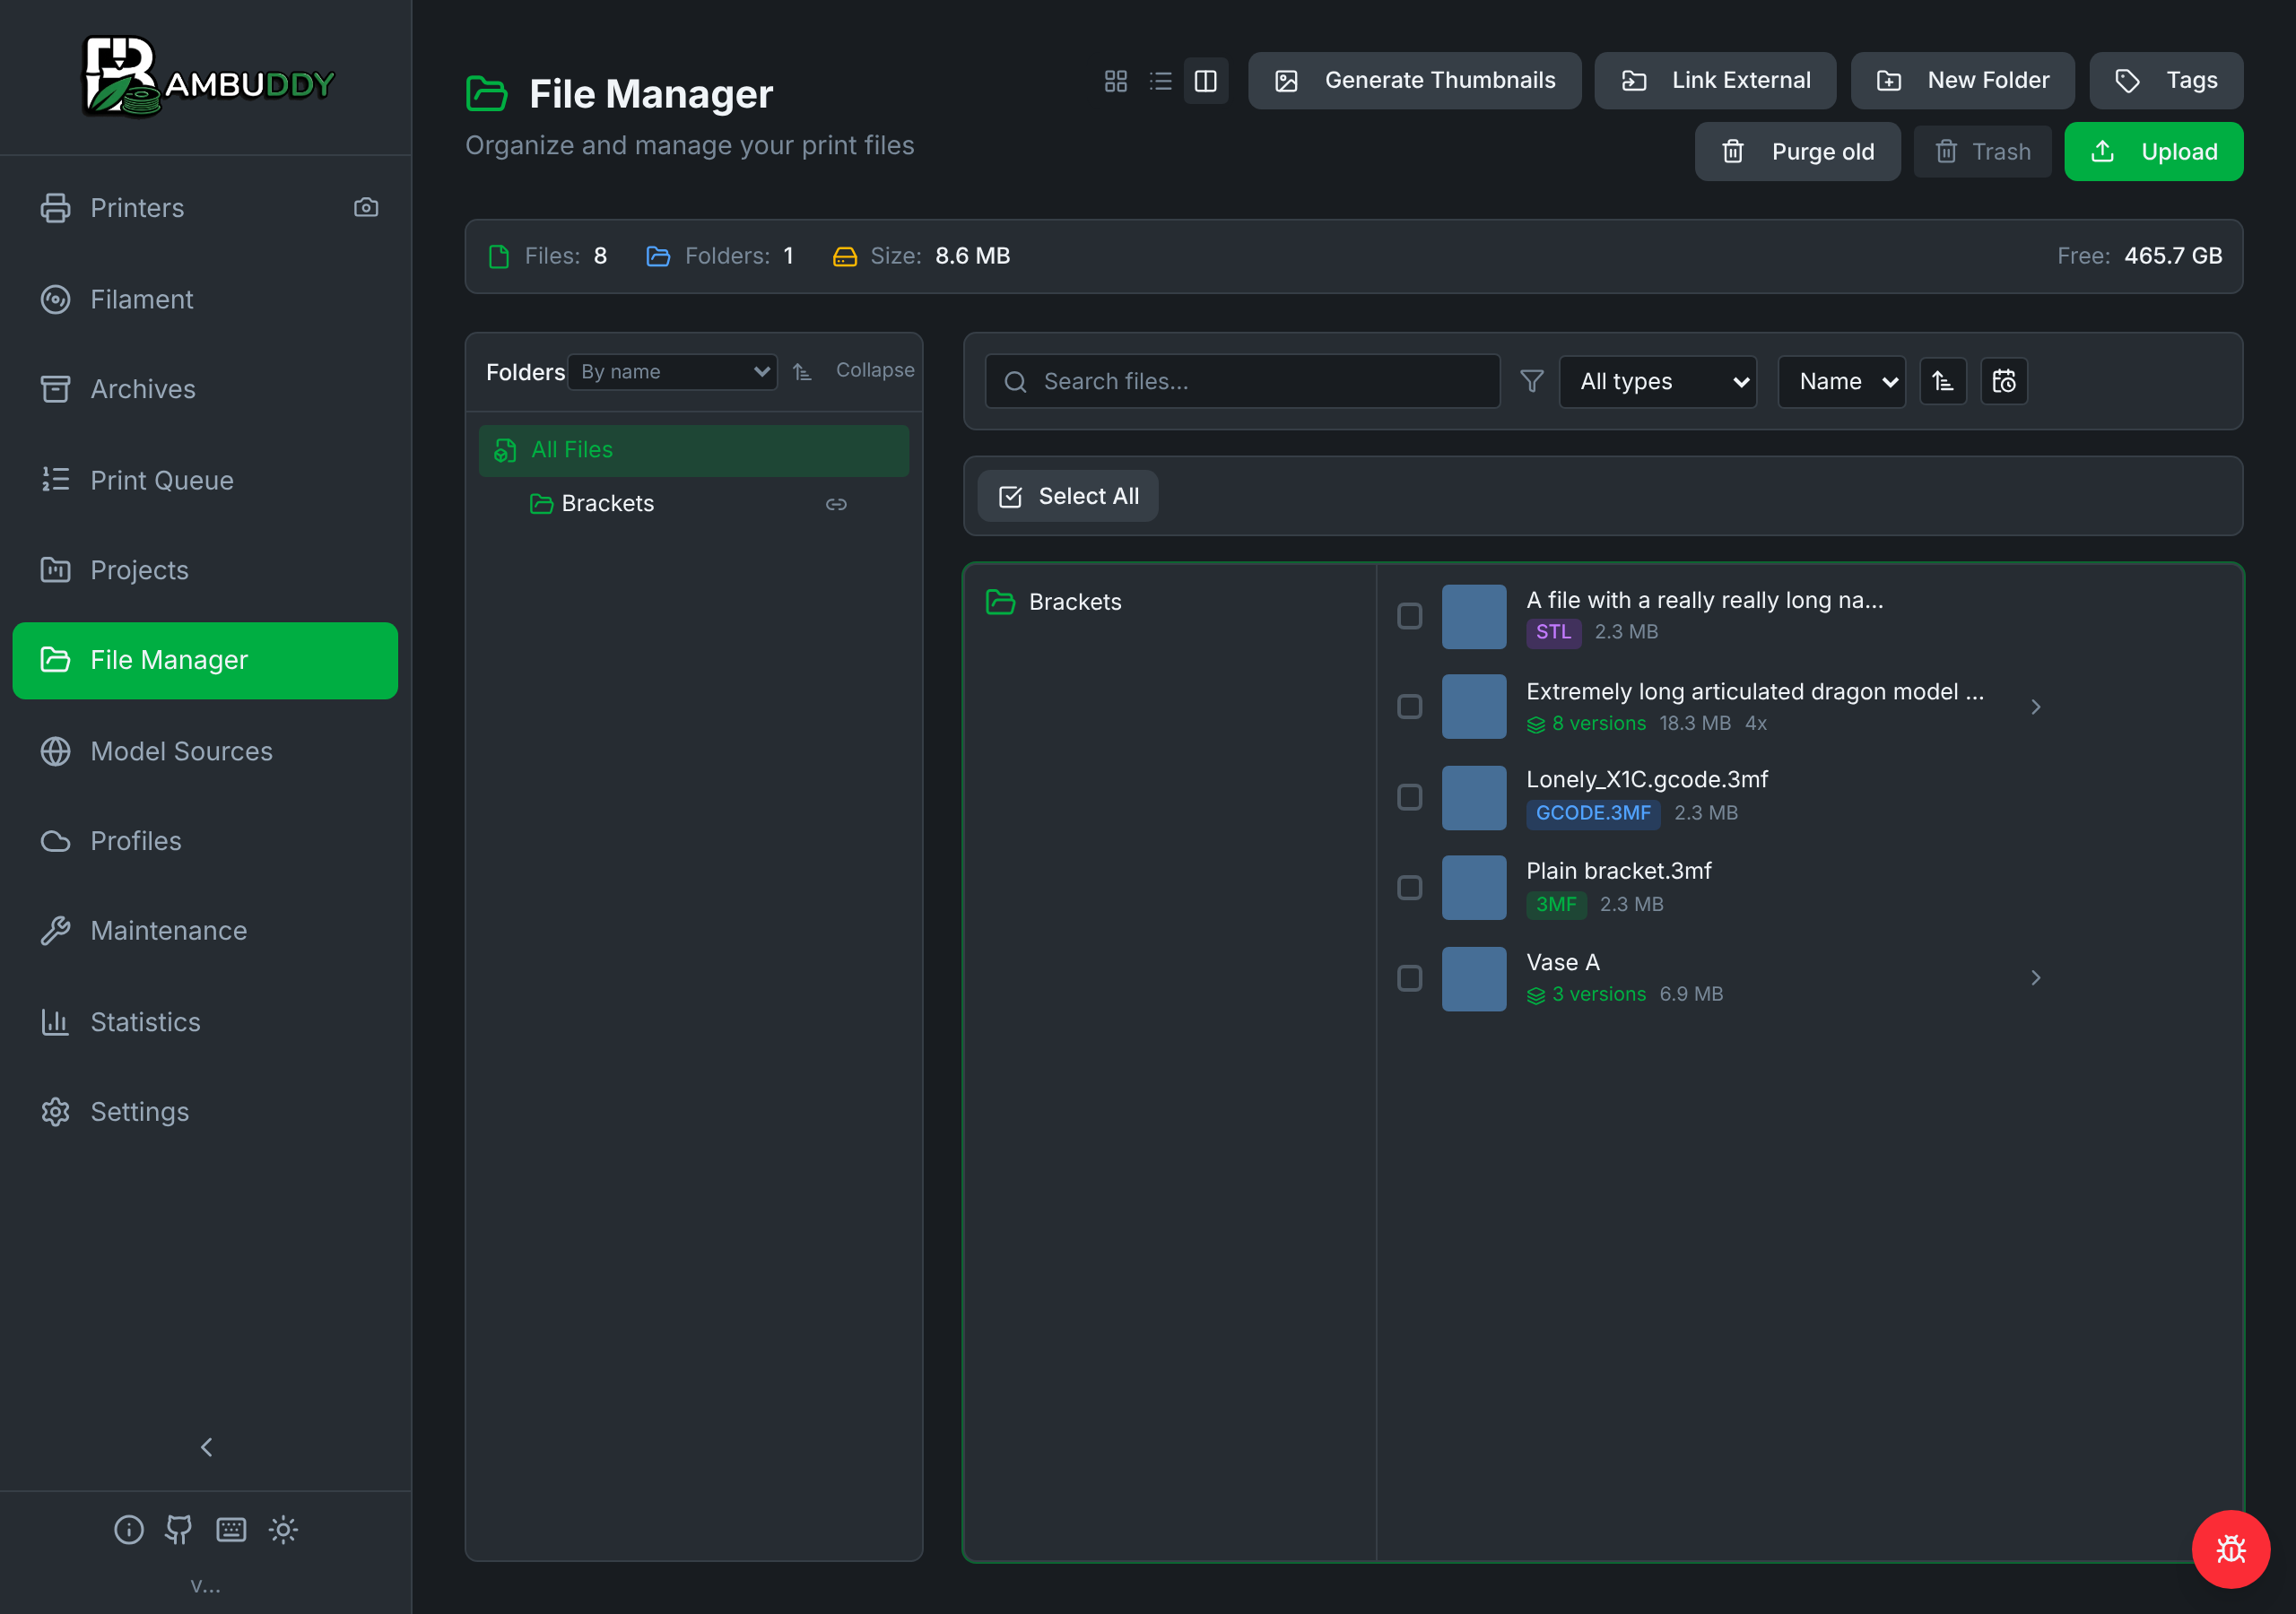 BAMBUDDY
Printers
Filament
Archives
Print Queue
Projects
File Manager
Model Sources
Profiles
Maintenance
Statistics
Settings
v...
File Manager
Organize and manage your print files
Generate Thumbnails
Link External
New Folder
Tags
Purge old
Trash
Upload
Files: 8
Folders: 1
Size: 8.6 MB
Free: 465.7 GB
Folders
By name
Collapse
All Files
Brackets
Search files...
All types
Name
Select All
Brackets
A file with a really really long na...
STL 2.3 MB
Extremely long articulated dragon model ...
8 versions 18.3 MB 4x
Lonely_X1C.gcode.3mf
GCODE.3MF 2.3 MB
Plain bracket.3mf
3MF 2.3 MB
Vase A
3 versions 6.9 MB